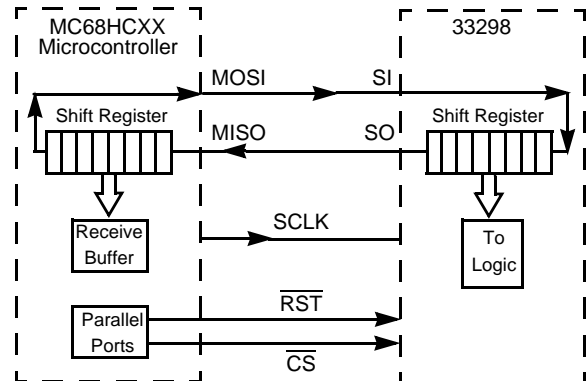 MC68HCXX
Microcontroller
33298
MOSI
SI
Shift Register
Shift Register
MISO
SO
Receive
Buffer
SCLK
To
Logic
Parallel
Ports
RST
CS